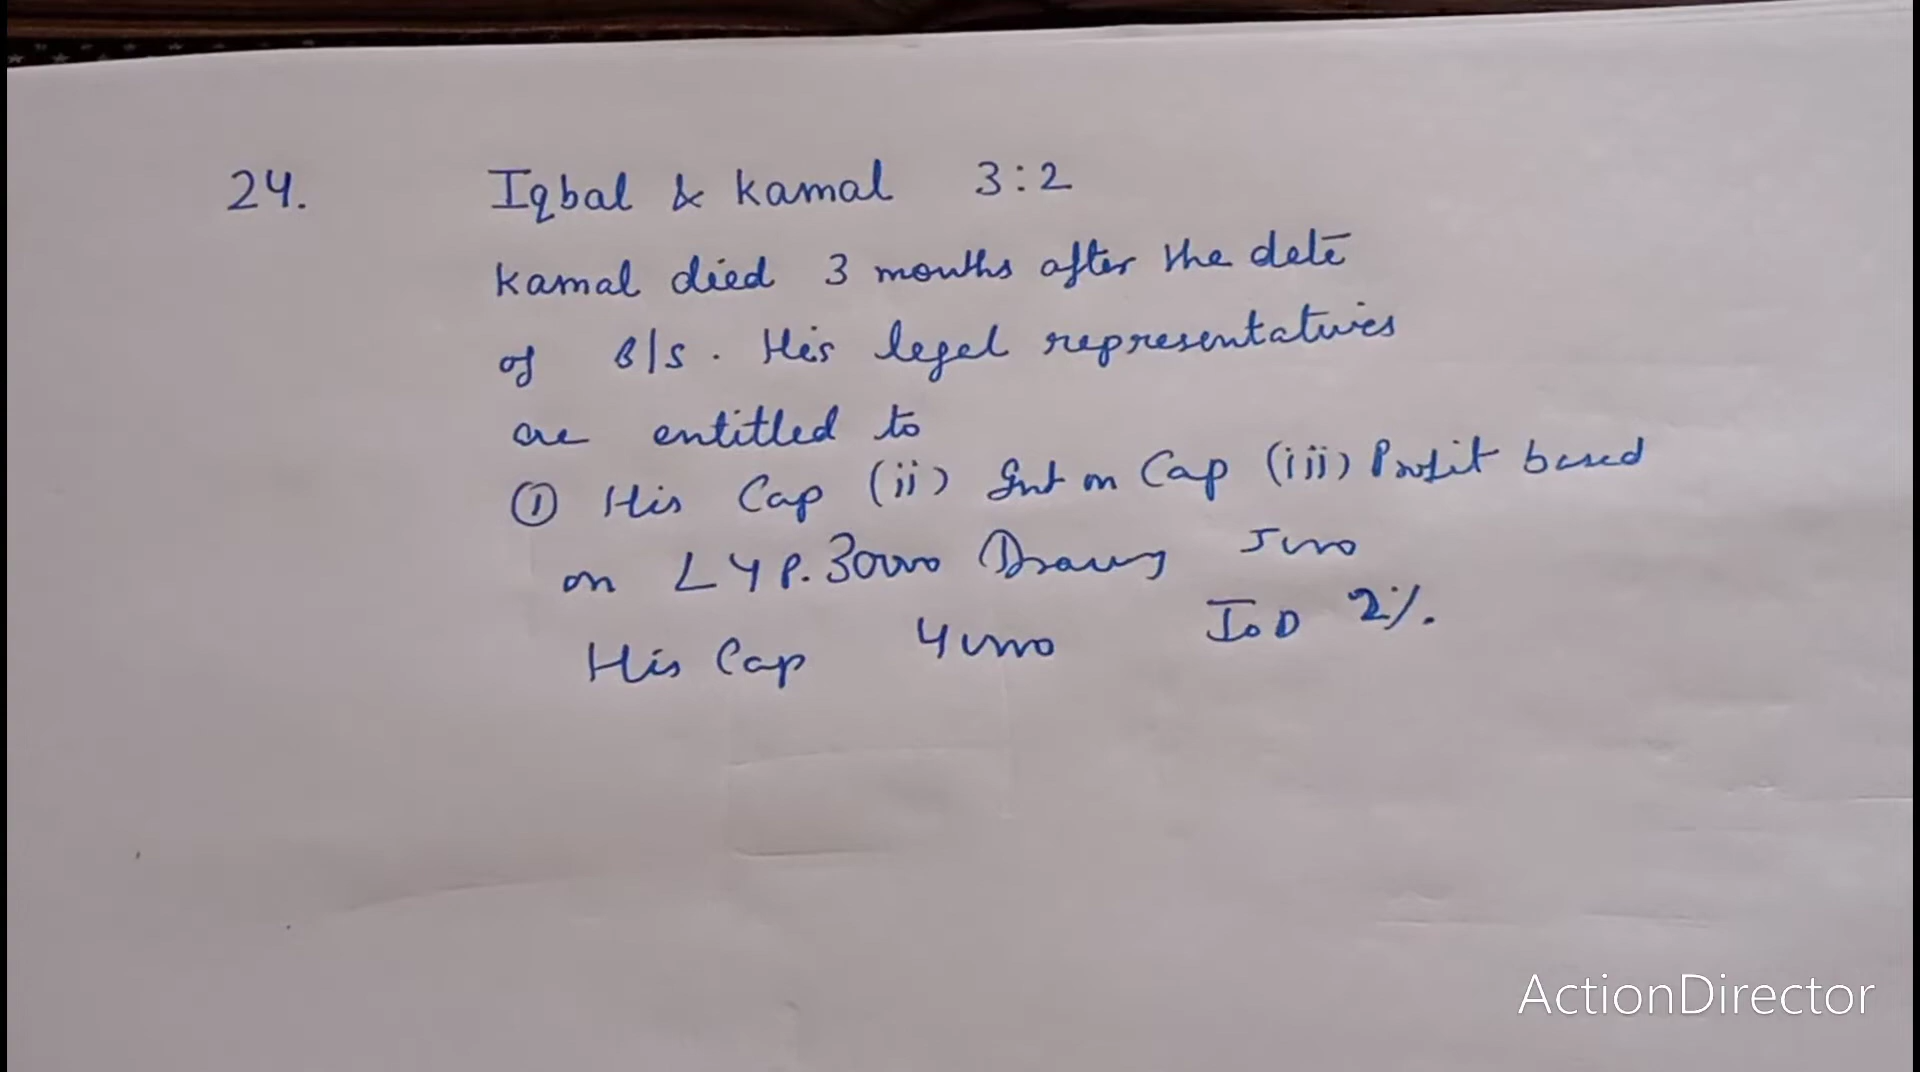 24. Iqbal & Kamal 3:2
Kamal died 3 months after the date
of B/S. His legal representatives
are entitled to
① His Cap (ii) Int on Cap (iii) Profit based
on LYP. 30000 Drawings 5000
His Cap 40000 IOD 2%.
ActionDirector